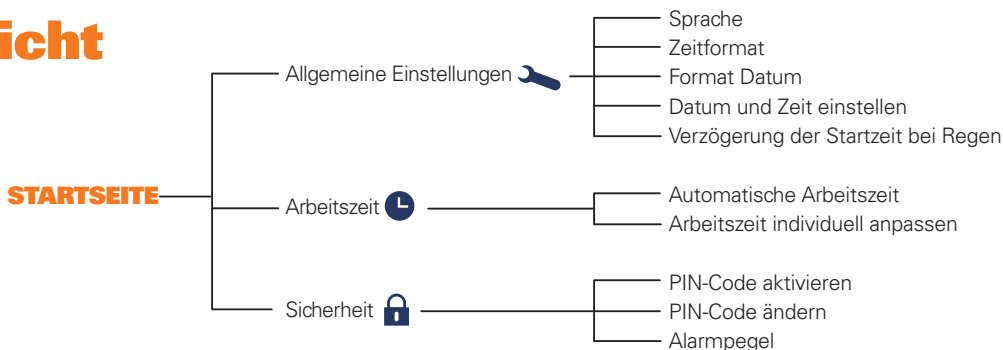 icht
STARTSEITE
Allgemeine Einstellungen
Sprache
Zeitformat
Format Datum
Datum und Zeit einstellen
Verzögerung der Startzeit bei Regen
Arbeitszeit
Automatische Arbeitszeit
Arbeitszeit individuell anpassen
Sicherheit
PIN-Code aktivieren
PIN-Code ändern
Alarmpegel